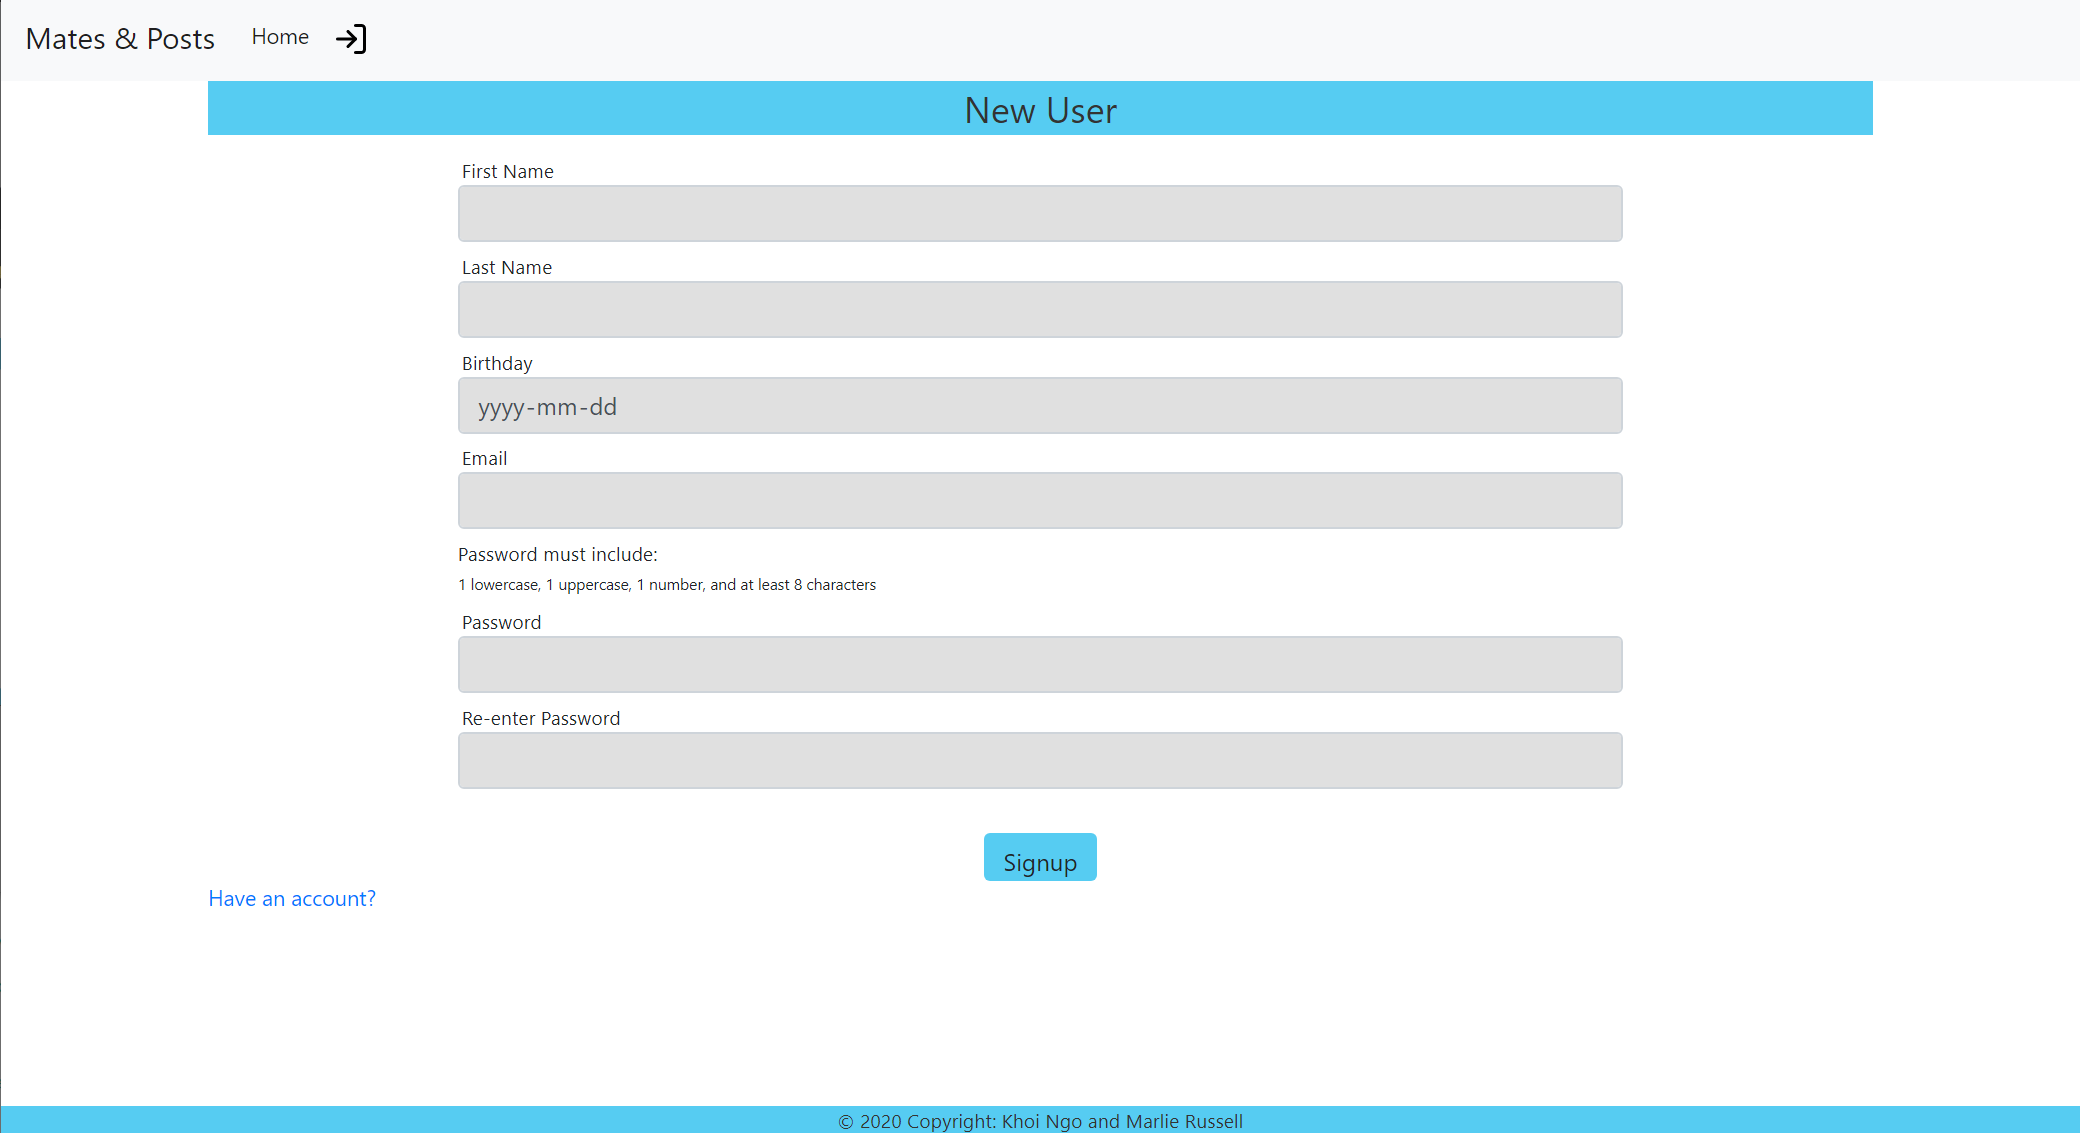 Mates & Posts Home
New User
First Name
Last Name
Birthday
yyyy-mm-dd
Email
Password must include:
1 lowercase, 1 uppercase, 1 number, and at least 8 characters
Password
Re-enter Password
Signup
Have an account?
© 2020 Copyright: Khoi Ngo and Marlie Russell